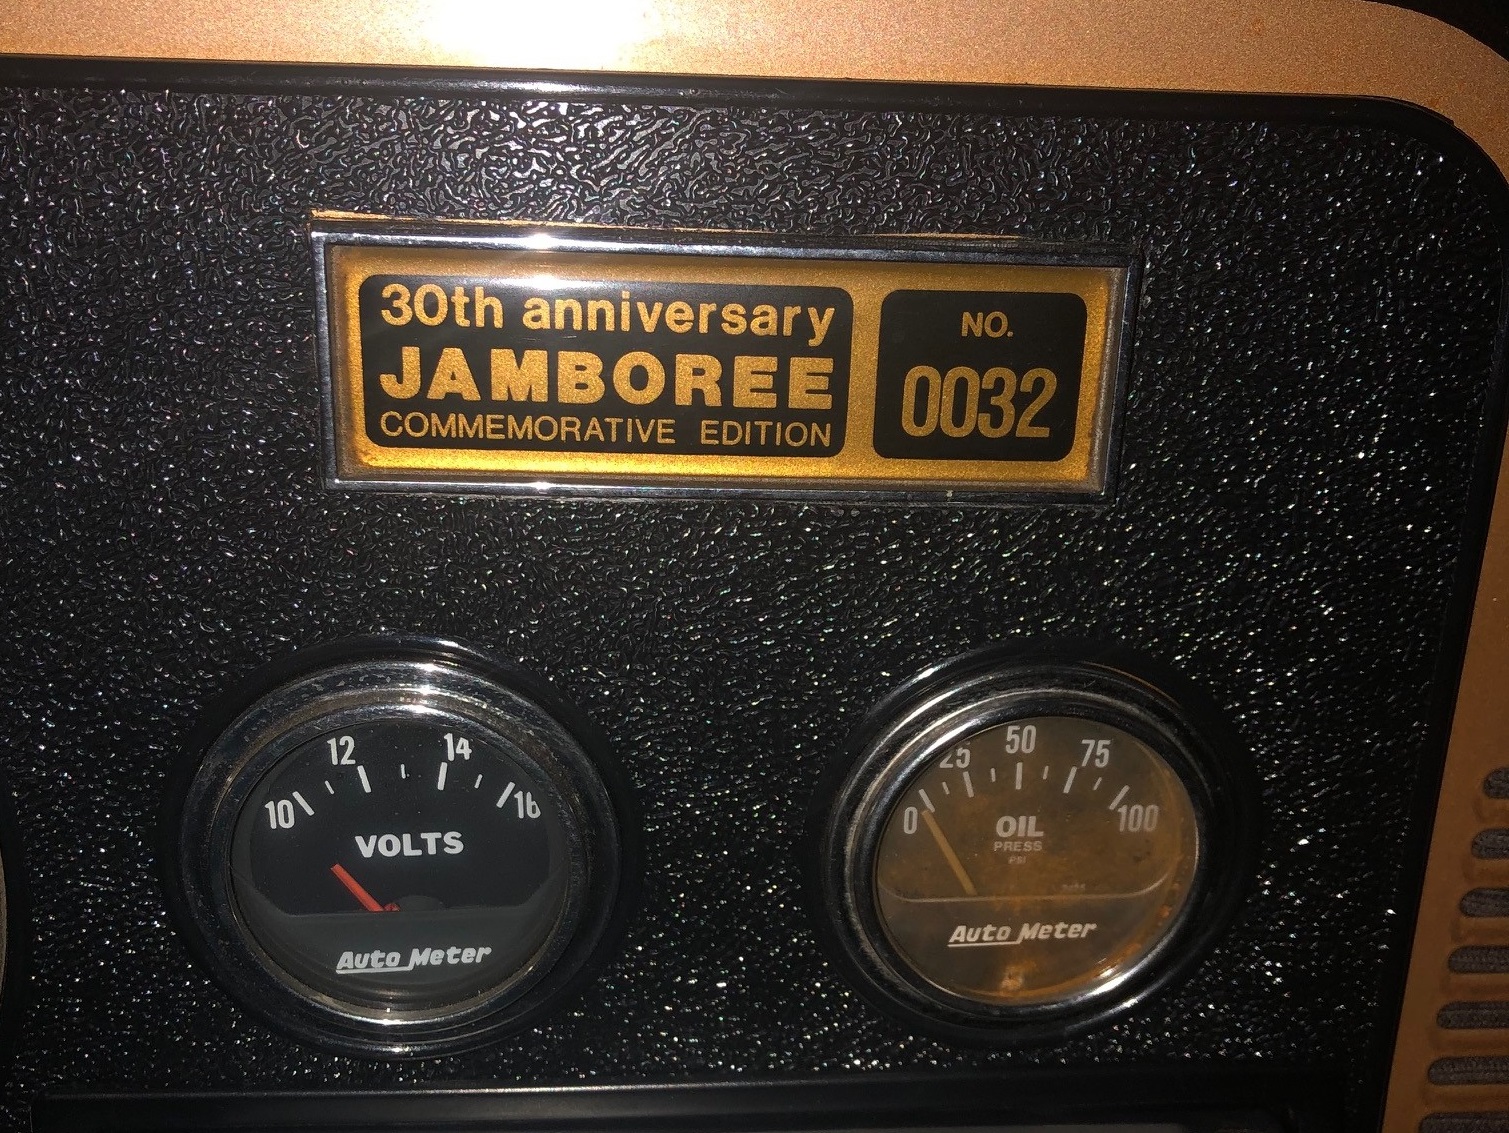 30th anniversary
JAMBOREE
COMMEMORATIVE EDITION
NO.
0032
10 12 14 16
VOLTS
Auto Meter
0 25 50 75 100
OIL
PRESS
PSI
Auto Meter